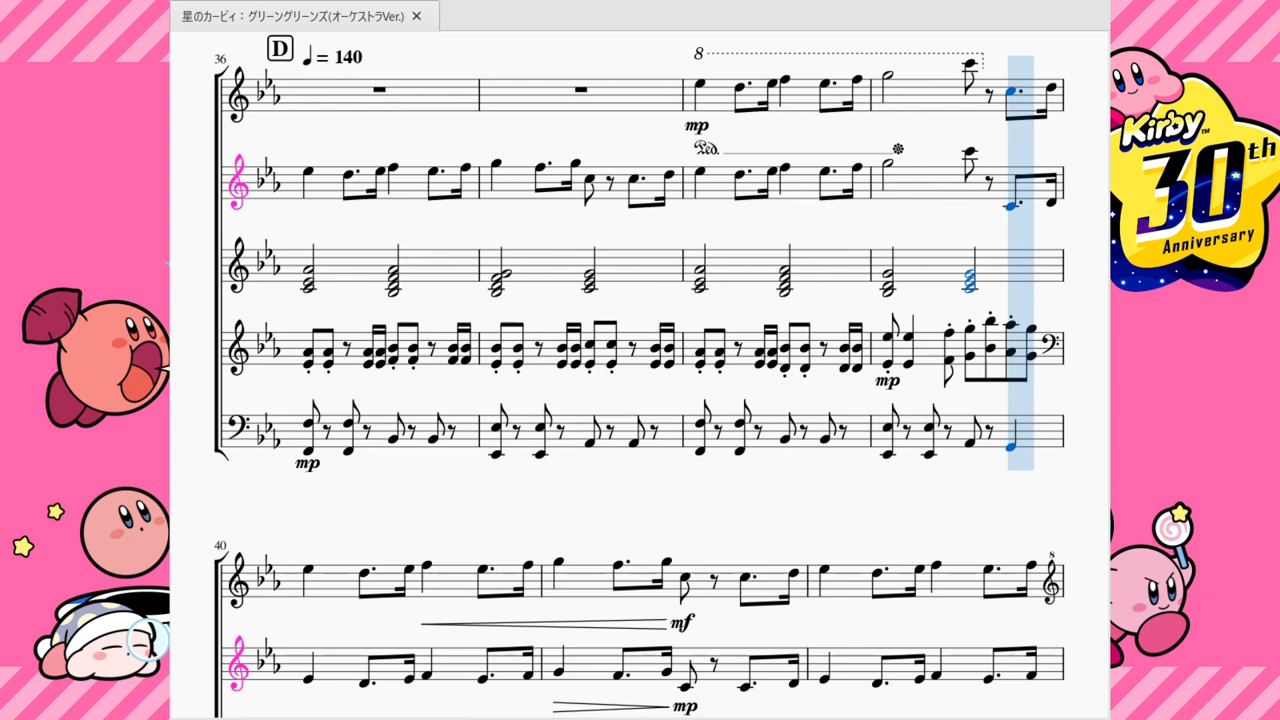 星のカービィ：グリーングリーンズ(オーケストラVer.) ✕
D ♩= 140
36
8
mp
Ped.
mp
mp
40
mf
8
mp
Kirby™
30th
Anniversary